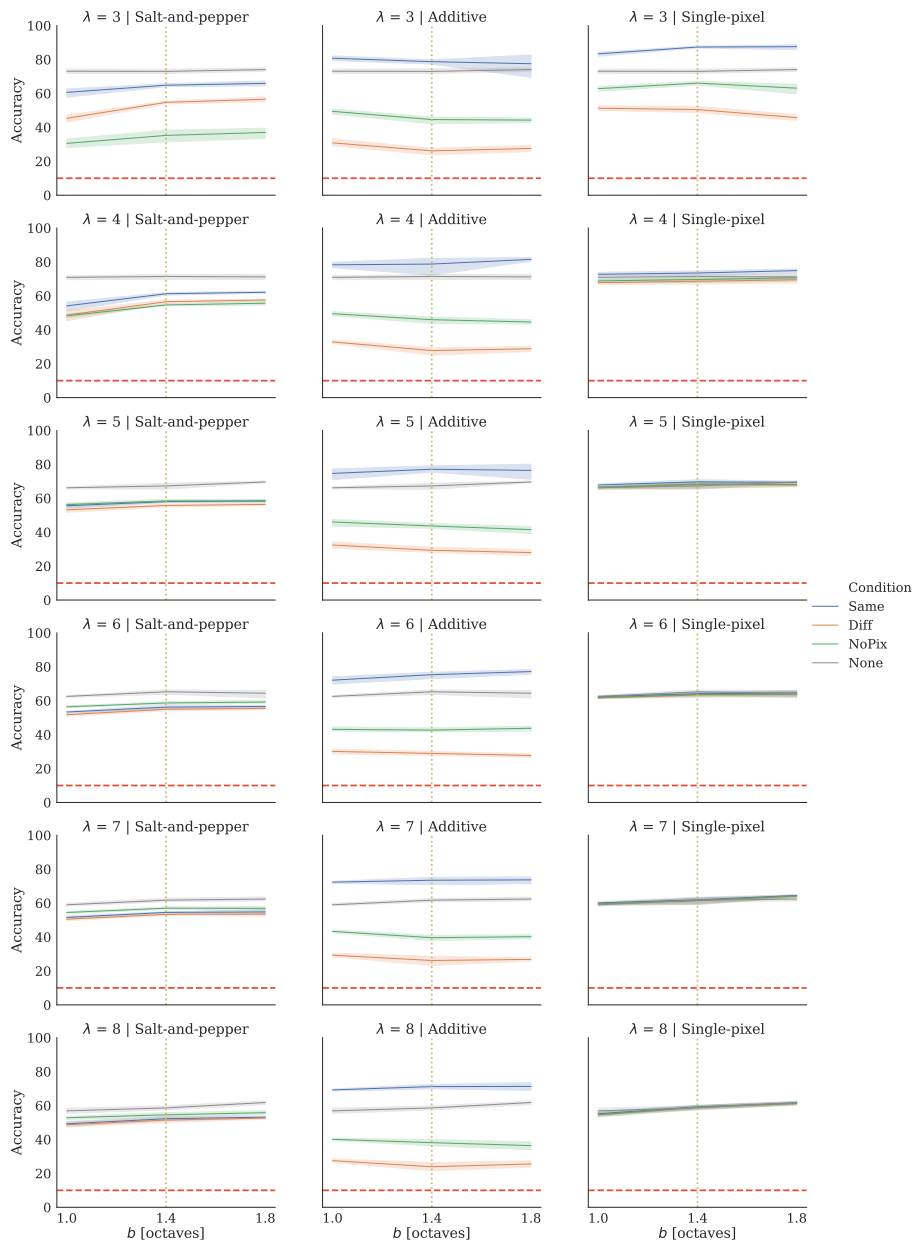 λ = 3 | Salt-and-pepper
λ = 3 | Additive
λ = 3 | Single-pixel
100
80
60
40
20
0
Accuracy
λ = 4 | Salt-and-pepper
λ = 4 | Additive
λ = 4 | Single-pixel
100
80
60
40
20
0
Accuracy
λ = 5 | Salt-and-pepper
λ = 5 | Additive
λ = 5 | Single-pixel
100
80
60
40
20
0
Accuracy
Condition
Same
Diff
NoPix
None
λ = 6 | Salt-and-pepper
λ = 6 | Additive
λ = 6 | Single-pixel
100
80
60
40
20
0
Accuracy
λ = 7 | Salt-and-pepper
λ = 7 | Additive
λ = 7 | Single-pixel
100
80
60
40
20
0
Accuracy
λ = 8 | Salt-and-pepper
λ = 8 | Additive
λ = 8 | Single-pixel
100
80
60
40
20
0
Accuracy
1.0 1.4 1.8
b [octaves]
1.0 1.4 1.8
b [octaves]
1.0 1.4 1.8
b [octaves]